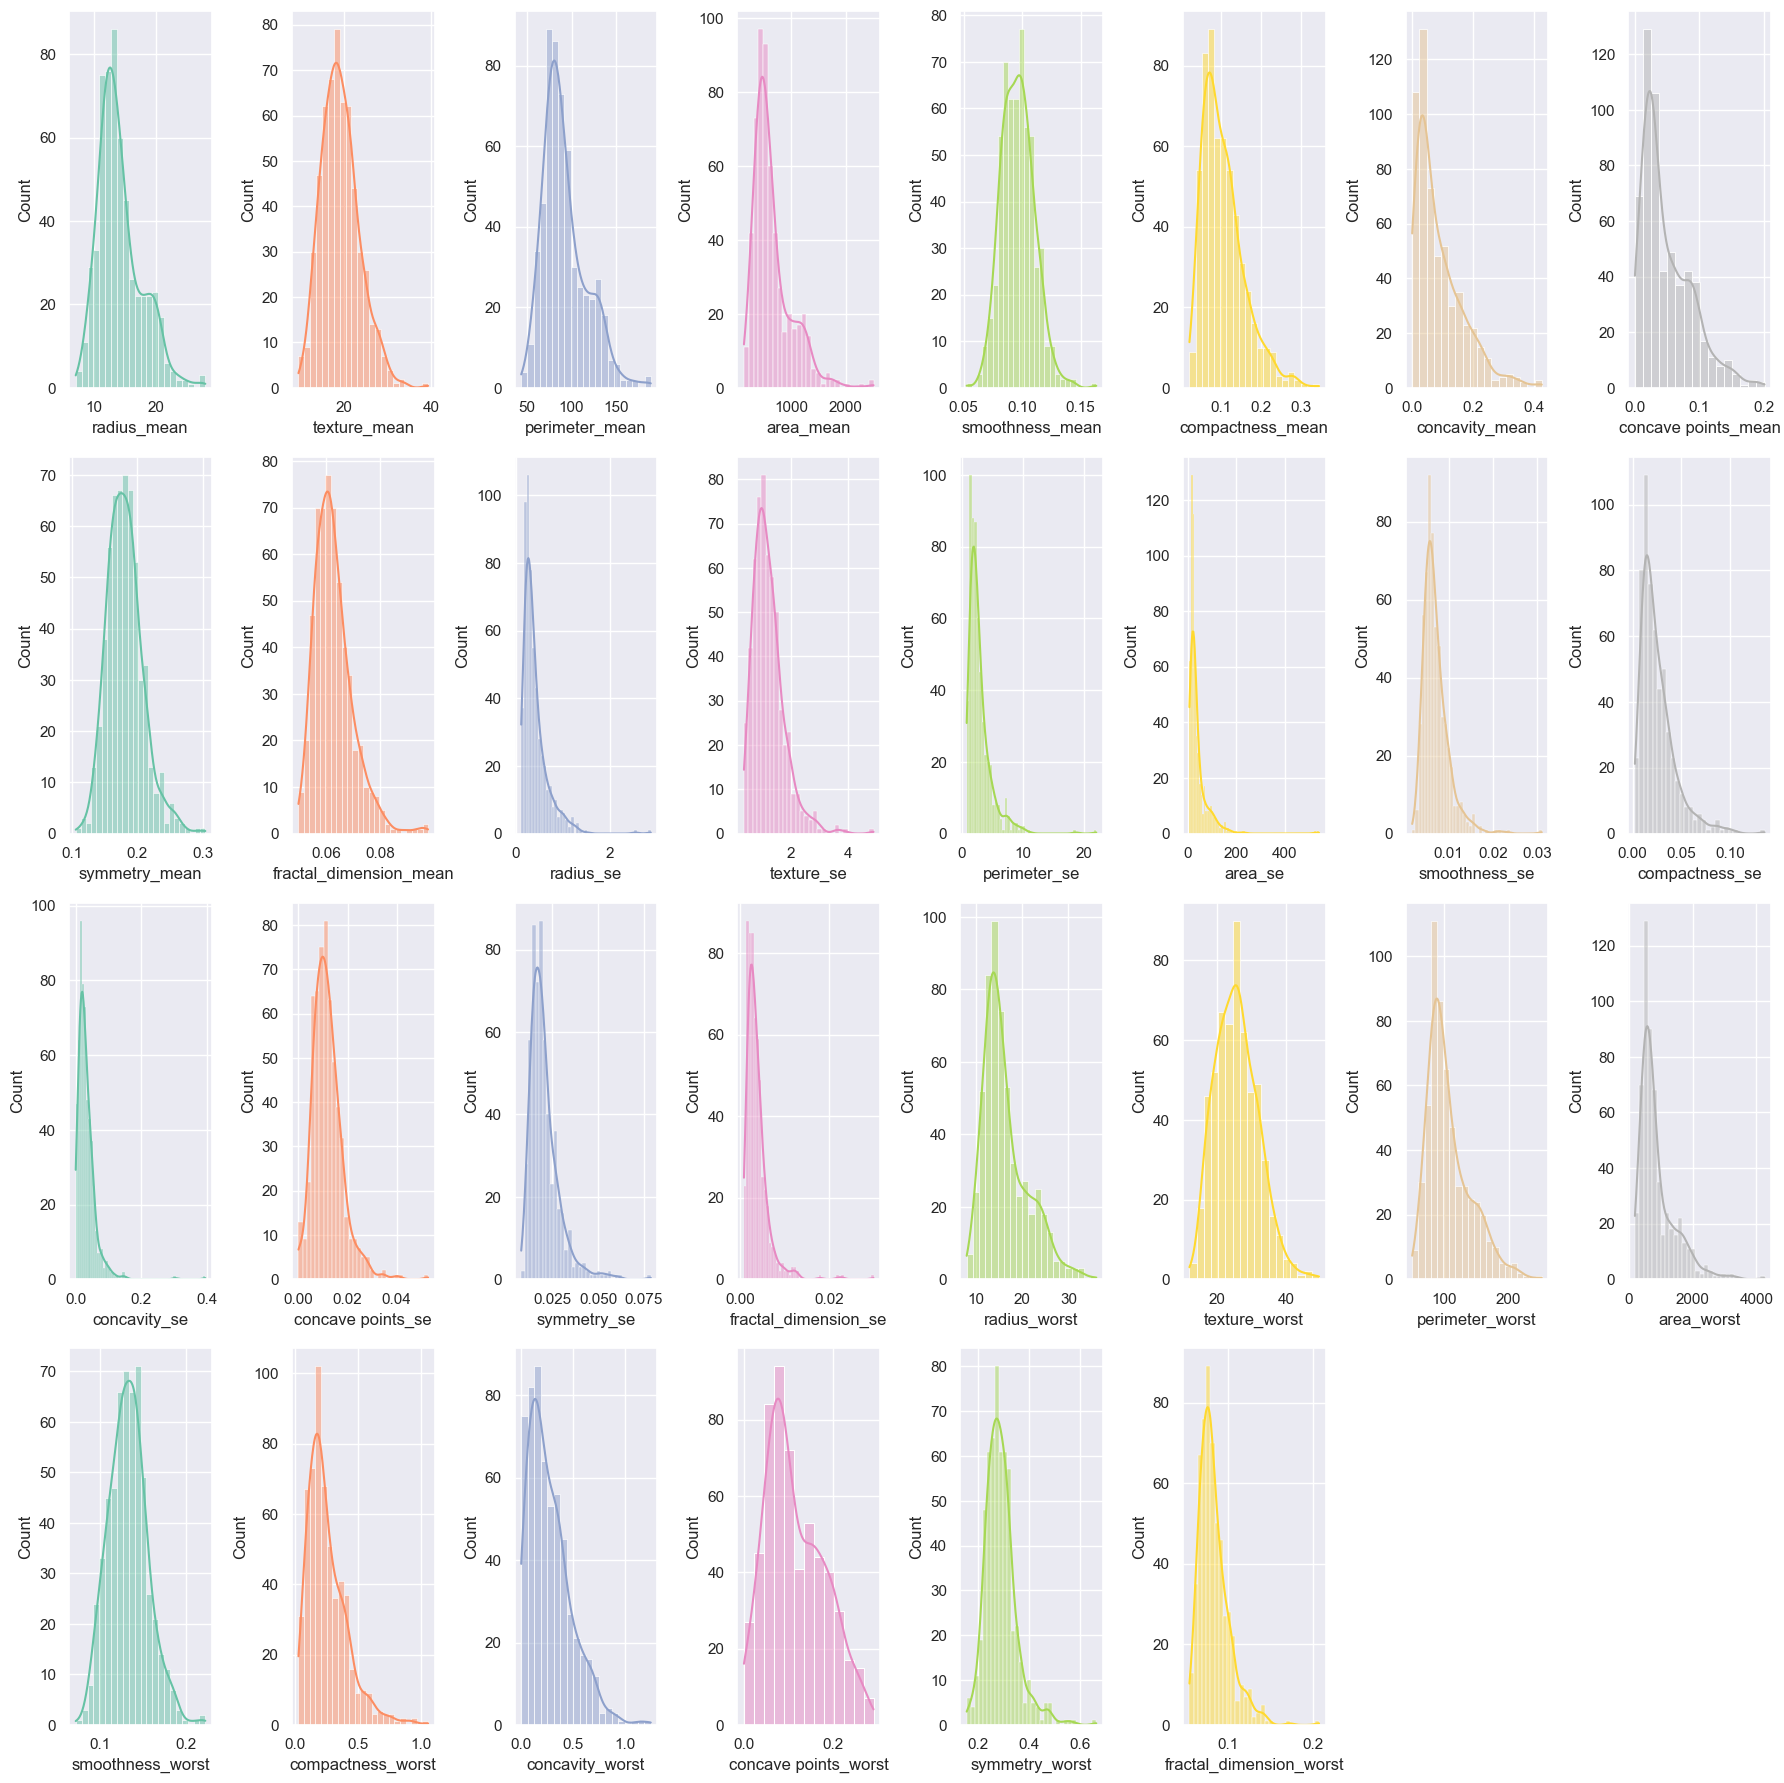 80
60
40
20
0
Count
10 20
radius_mean
80
70
60
50
40
30
20
10
0
Count
20 40
texture_mean
80
60
40
20
0
Count
50 100 150
perimeter_mean
100
80
60
40
20
0
Count
1000 2000
area_mean
80
70
60
50
40
30
20
10
0
Count
0.05 0.10 0.15
smoothness_mean
80
60
40
20
0
Count
0.1 0.2 0.3
compactness_mean
120
100
80
60
40
20
0
Count
0.0 0.2 0.4
concavity_mean
120
100
80
60
40
20
0
Count
0.0 0.1 0.2
concave points_mean
70
60
50
40
30
20
10
0
Count
0.1 0.2 0.3
symmetry_mean
80
70
60
50
40
30
20
10
0
Count
0.06 0.08
fractal_dimension_mean
100
80
60
40
20
0
Count
0 2
radius_se
80
70
60
50
40
30
20
10
0
Count
2 4
texture_se
100
80
60
40
20
0
Count
0 10 20
perimeter_se
120
100
80
60
40
20
0
Count
0 200 400
area_se
80
60
40
20
0
Count
0.01 0.02 0.03
smoothness_se
100
80
60
40
20
0
Count
0.00 0.05 0.10
compactness_se
100
80
60
40
20
0
Count
0.0 0.2 0.4
concavity_se
80
70
60
50
40
30
20
10
0
Count
0.00 0.02 0.04
concave points_se
80
60
40
20
0
Count
0.025 0.050 0.075
symmetry_se
80
60
40
20
0
Count
0.00 0.02
fractal_dimension_se
100
80
60
40
20
0
Count
10 20 30
radius_worst
80
60
40
20
0
Count
20 40
texture_worst
100
80
60
40
20
0
Count
100 200
perimeter_worst
120
100
80
60
40
20
0
Count
0 2000 4000
area_worst
70
60
50
40
30
20
10
0
Count
0.1 0.2
smoothness_worst
100
80
60
40
20
0
Count
0.0 0.5 1.0
compactness_worst
80
60
40
20
0
Count
0.0 0.5 1.0
concavity_worst
80
60
40
20
0
Count
0.0 0.1 0.2
concave points_worst
80
70
60
50
40
30
20
10
0
Count
0.2 0.4 0.6
symmetry_worst
80
60
40
20
0
Count
0.1 0.2
fractal_dimension_worst